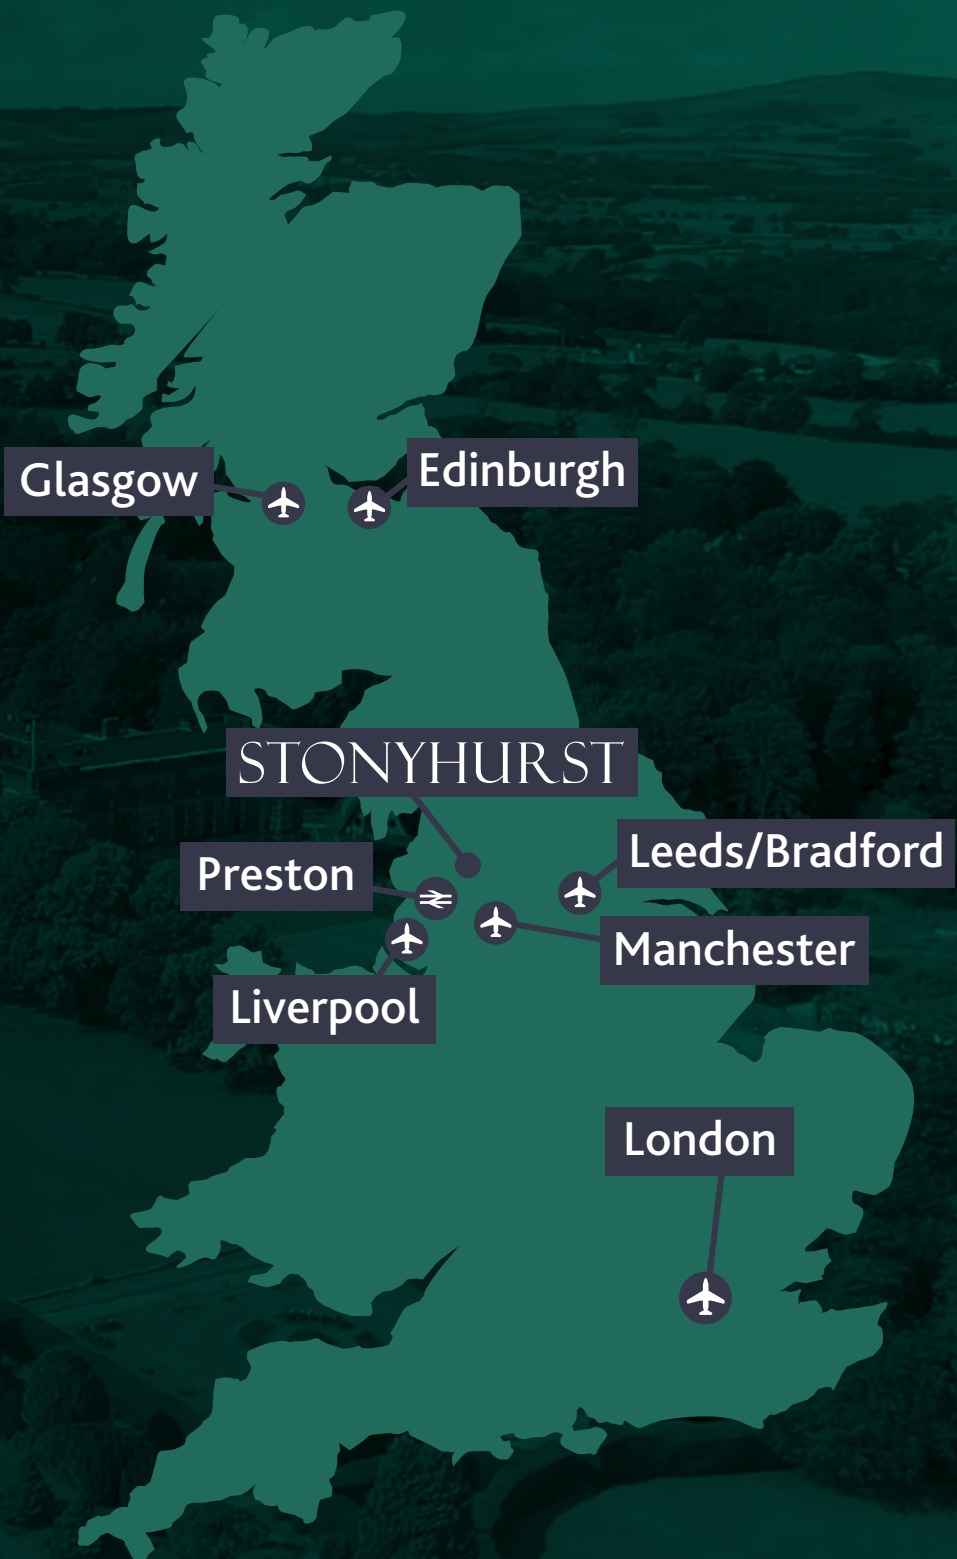 Glasgow
Edinburgh
STONYHURST
Leeds/Bradford
Preston
Manchester
Liverpool
London